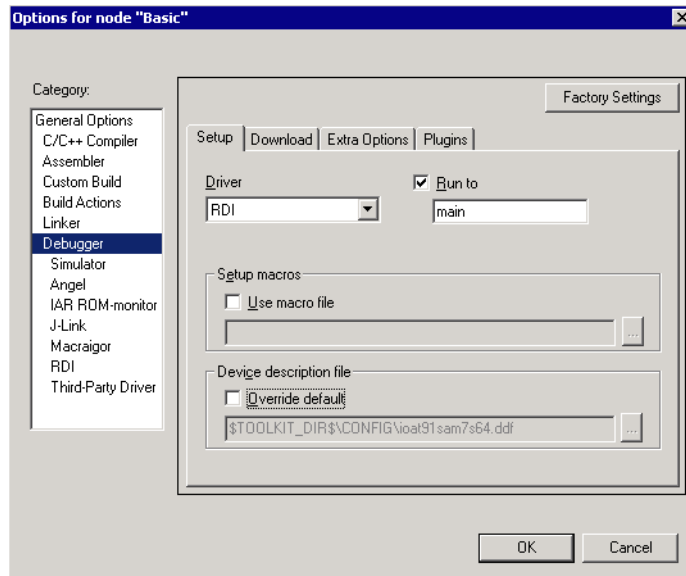 Options for node "Basic"
Category:
Factory Settings
General Options
C/C++ Compiler
Assembler
Custom Build
Build Actions
Linker
Debugger
Simulator
Angel
IAR ROM-monitor
J-Link
Macraigor
RDI
Third-Party Driver
Setup Download Extra Options Plugins
Driver
Run to
RDI
main
Setup macros
Use macro file
...
Device description file
Override default
$TOOLKIT_DIR$\CONFIG\ioat91sam7s64.ddf
...
OK Cancel